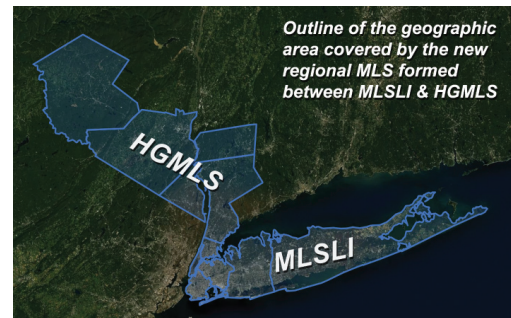 Outline of the geographic
area covered by the new
regional MLS formed
between MLSLI & HGMLS
HGMLS
MLSLI